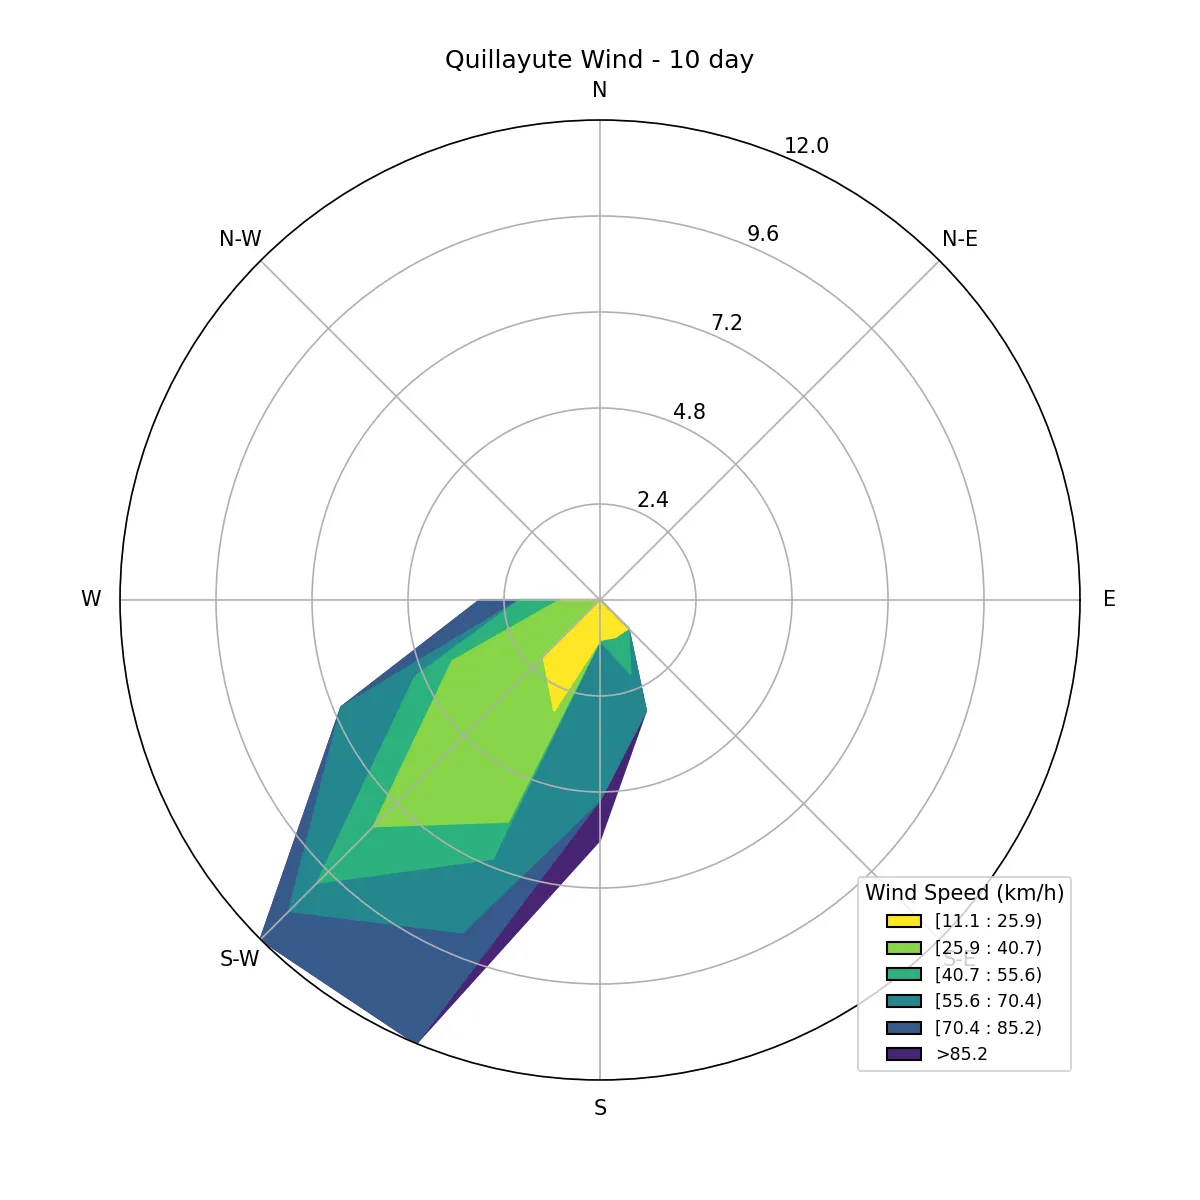 Quillayute Wind - 10 day
N
12.0
N-W
9.6
N-E
7.2
4.8
2.4
W
E
S-W
S-E
Wind Speed (km/h)
[11.1 : 25.9)
[25.9 : 40.7)
[40.7 : 55.6)
[55.6 : 70.4)
[70.4 : 85.2)
>85.2
S